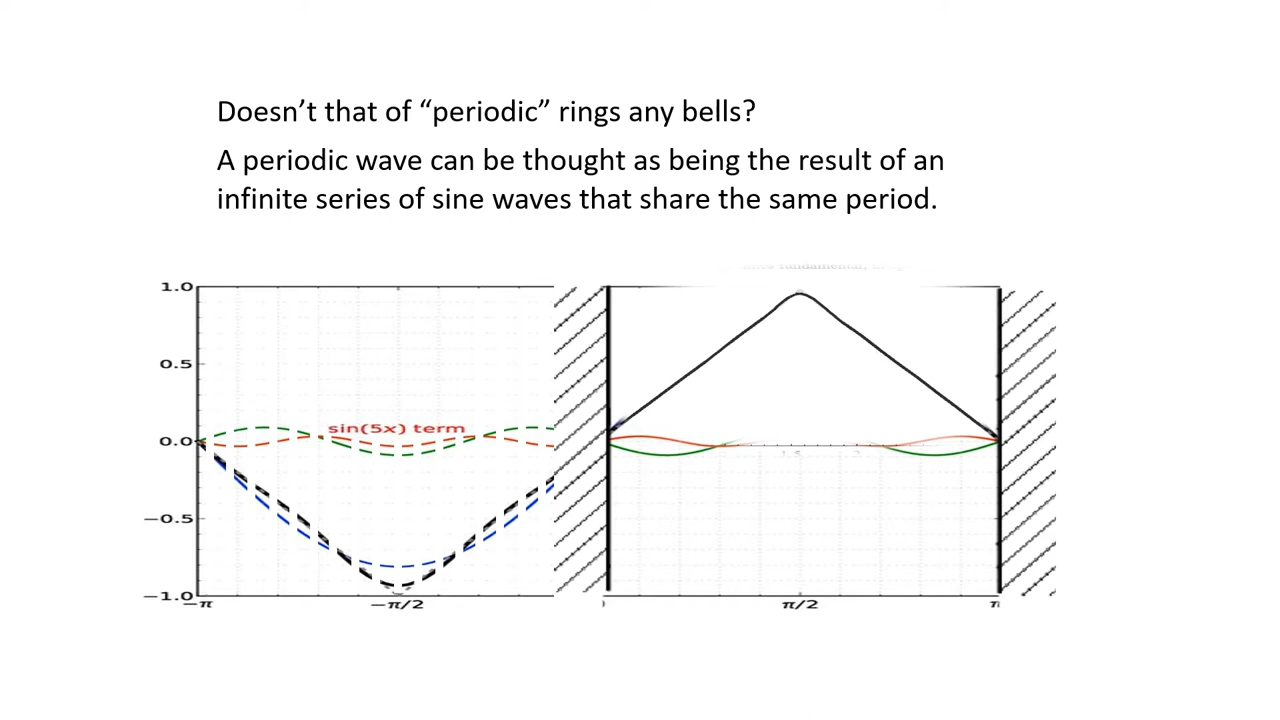 Doesn’t that of “periodic” rings any bells?
A periodic wave can be thought as being the result of an
infinite series of sine waves that share the same period.
1.0
0.5
sin(5x) term
0.0
1.5
−0.5
−1.0
−π
−π/2
π/2